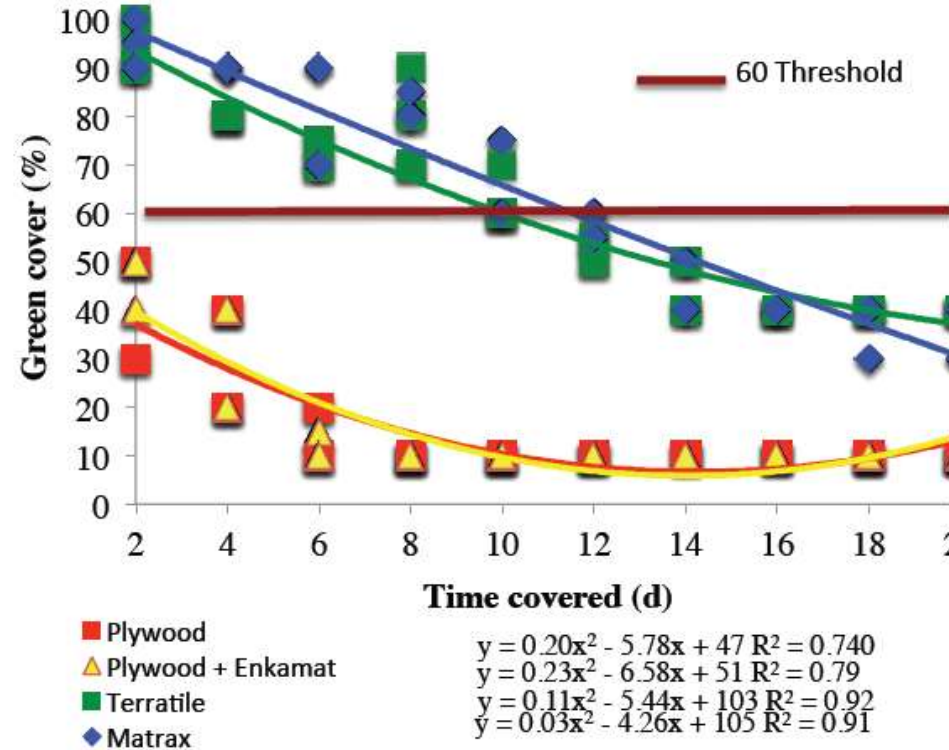 100
90
80
70
60
50
40
30
20
10
0
60 Threshold
Green cover (%)
2 4 6 8 10 12 14 16 18
Time covered (d)
Plywood
Plywood + Enkamat
Terratile
Matrax
y = 0.20x² - 5.78x + 47 R² = 0.740
y = 0.23x² - 6.58x + 51 R² = 0.79
y = 0.11x² - 5.44x + 103 R² = 0.92
y = 0.03x² - 4.26x + 105 R² = 0.91